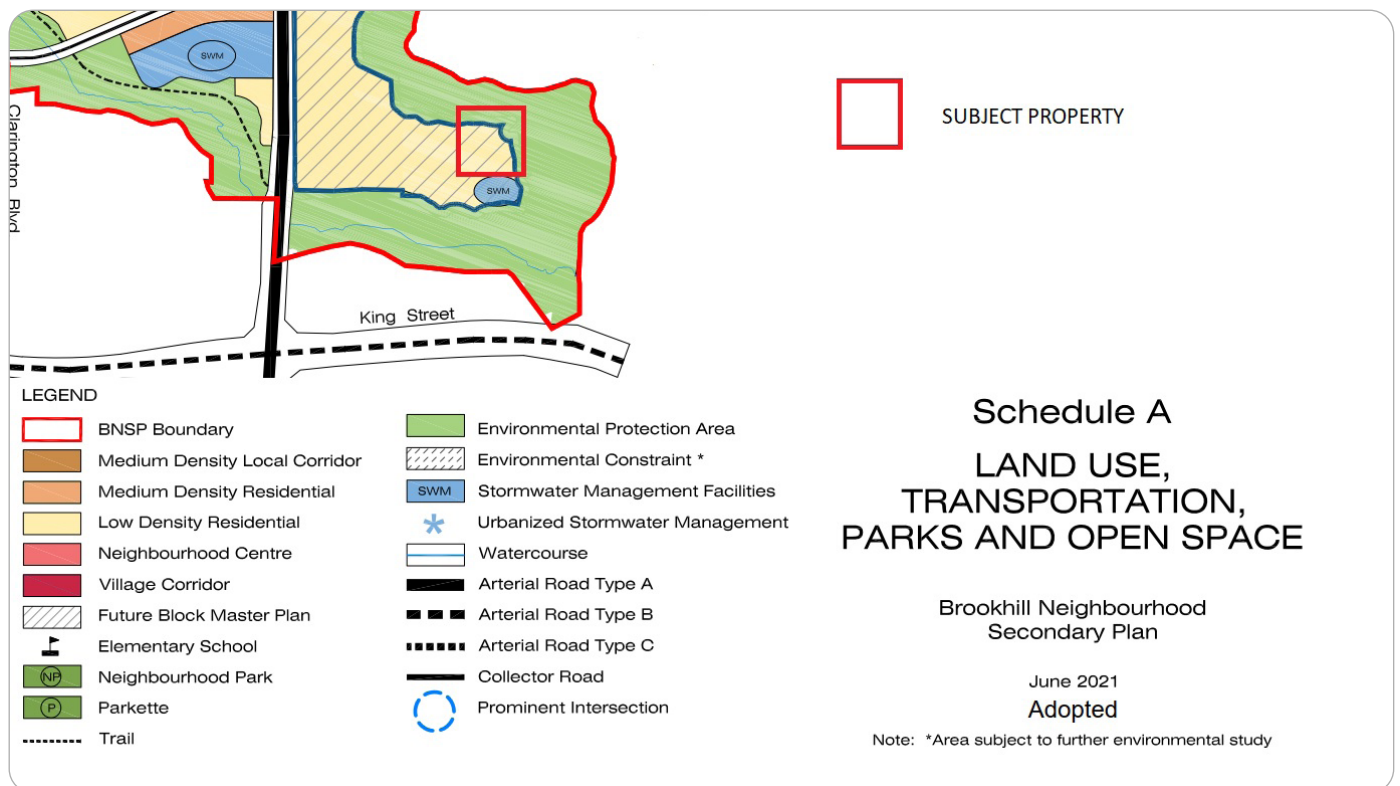 SWM
SUBJECT PROPERTY
Clarington Blvd
SWM
King Street
LEGEND
BNSP Boundary
Medium Density Local Corridor
Medium Density Residential
Low Density Residential
Neighbourhood Centre
Village Corridor
Future Block Master Plan
Elementary School
NP Neighbourhood Park
P Parkette
Trail
Environmental Protection Area
Environmental Constraint *
SWM Stormwater Management Facilities
Urbanized Stormwater Management
Watercourse
Arterial Road Type A
Arterial Road Type B
Arterial Road Type C
Collector Road
Prominent Intersection
Schedule A
LAND USE,
TRANSPORTATION,
PARKS AND OPEN SPACE
Brookhill Neighbourhood
Secondary Plan
June 2021
Adopted
Note: *Area subject to further environmental study